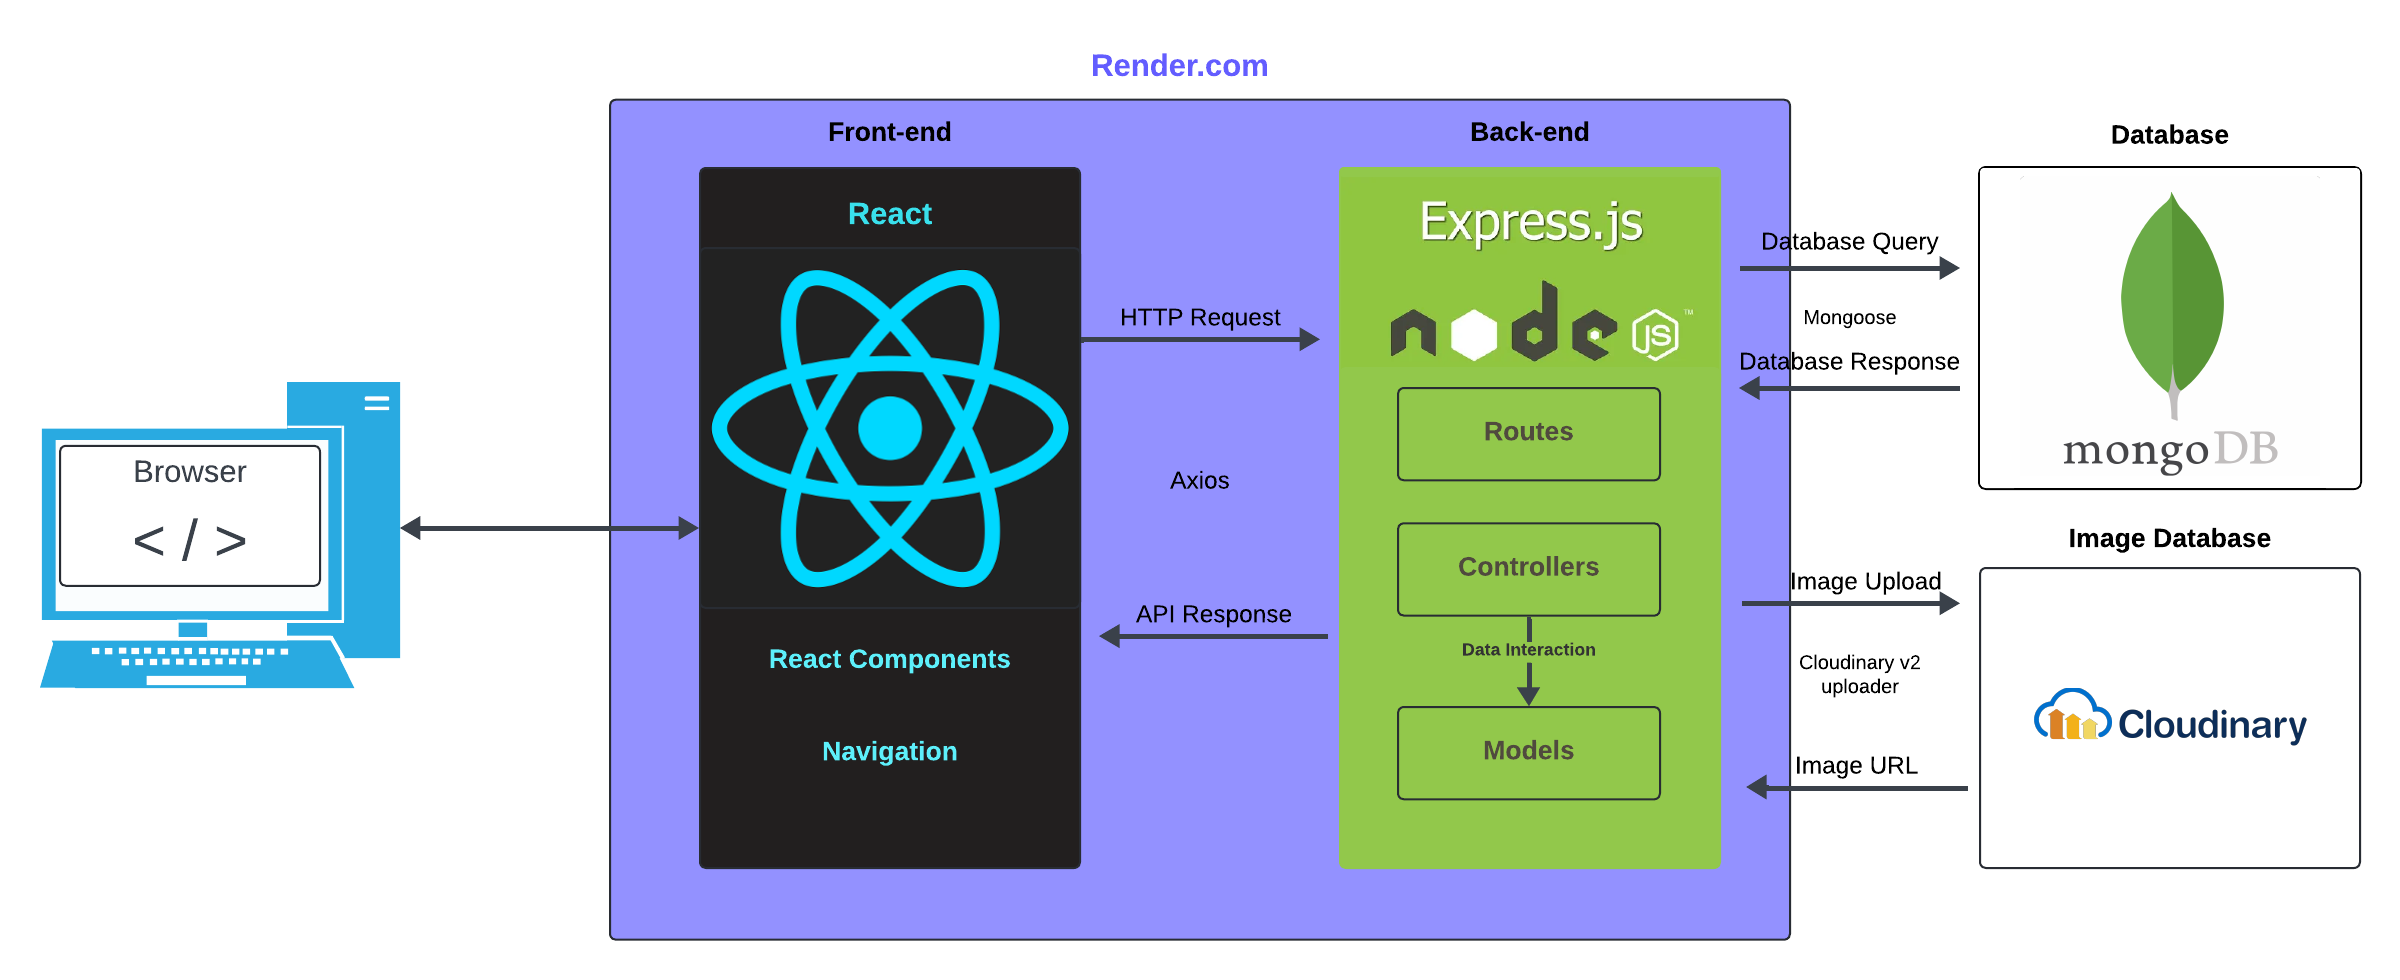 Render.com
Front-end
Back-end
Database
React
Express.js
node JS ™
Database Query
HTTP Request
Mongoose
Database Response
Routes
mongoDB
Browser
< / >
Axios
Image Database
Controllers
Image Upload
API Response
Data Interaction
React Components
Cloudinary v2
uploader
Cloudinary
Navigation
Models
Image URL